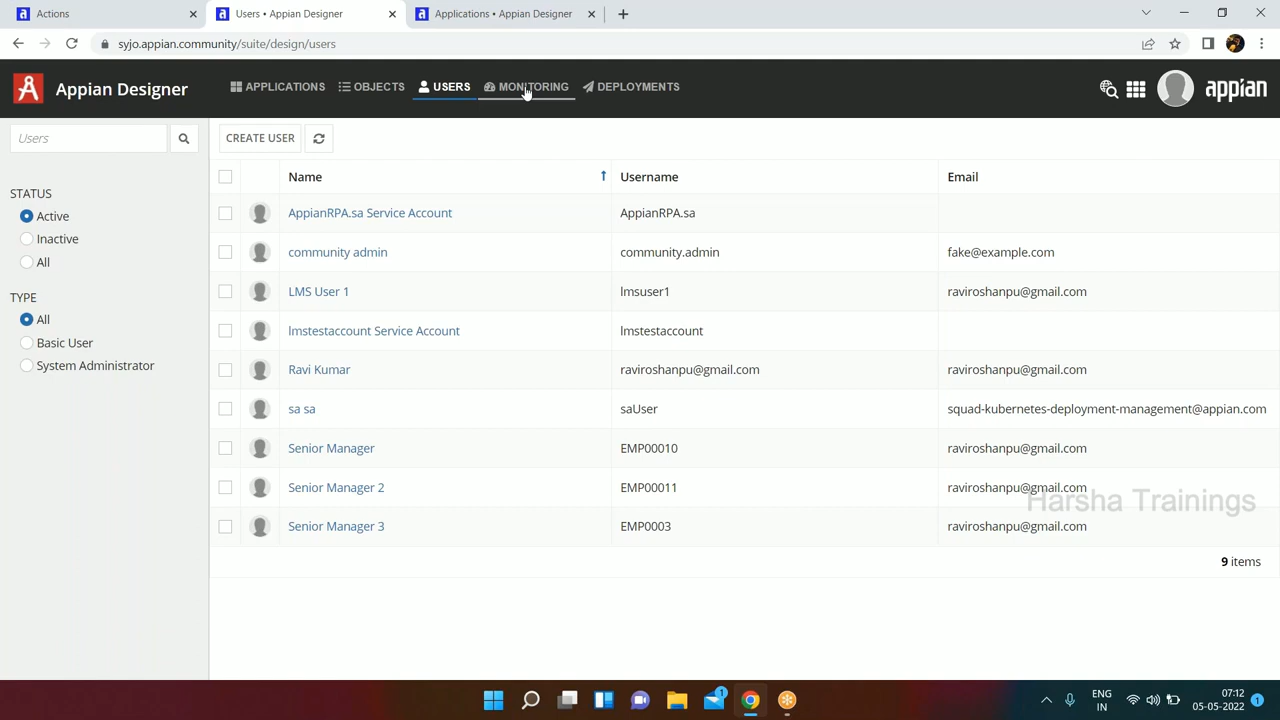 Actions
Users • Appian Designer
Applications • Appian Designer
syjo.appian.community/suite/design/users
Appian Designer
APPLICATIONS
OBJECTS
USERS
MONITORING
DEPLOYMENTS
appian
Users
CREATE USER
STATUS
Active
Inactive
All
TYPE
All
Basic User
System Administrator
Name Username Email
AppianRPA.sa Service Account AppianRPA.sa
community admin community.admin fake@example.com
LMS User 1 lmsuser1 raviroshanpu@gmail.com
lmstestaccount Service Account lmstestaccount
Ravi Kumar raviroshanpu@gmail.com raviroshanpu@gmail.com
sa sa saUser squad-kubernetes-deployment-management@appian.com
Senior Manager EMP00010 raviroshanpu@gmail.com
Senior Manager 2 EMP00011 raviroshanpu@gmail.com
Harsha Trainings
Senior Manager 3 EMP0003 raviroshanpu@gmail.com
9 items
1
ENG
IN
07:12
05-05-2022
1